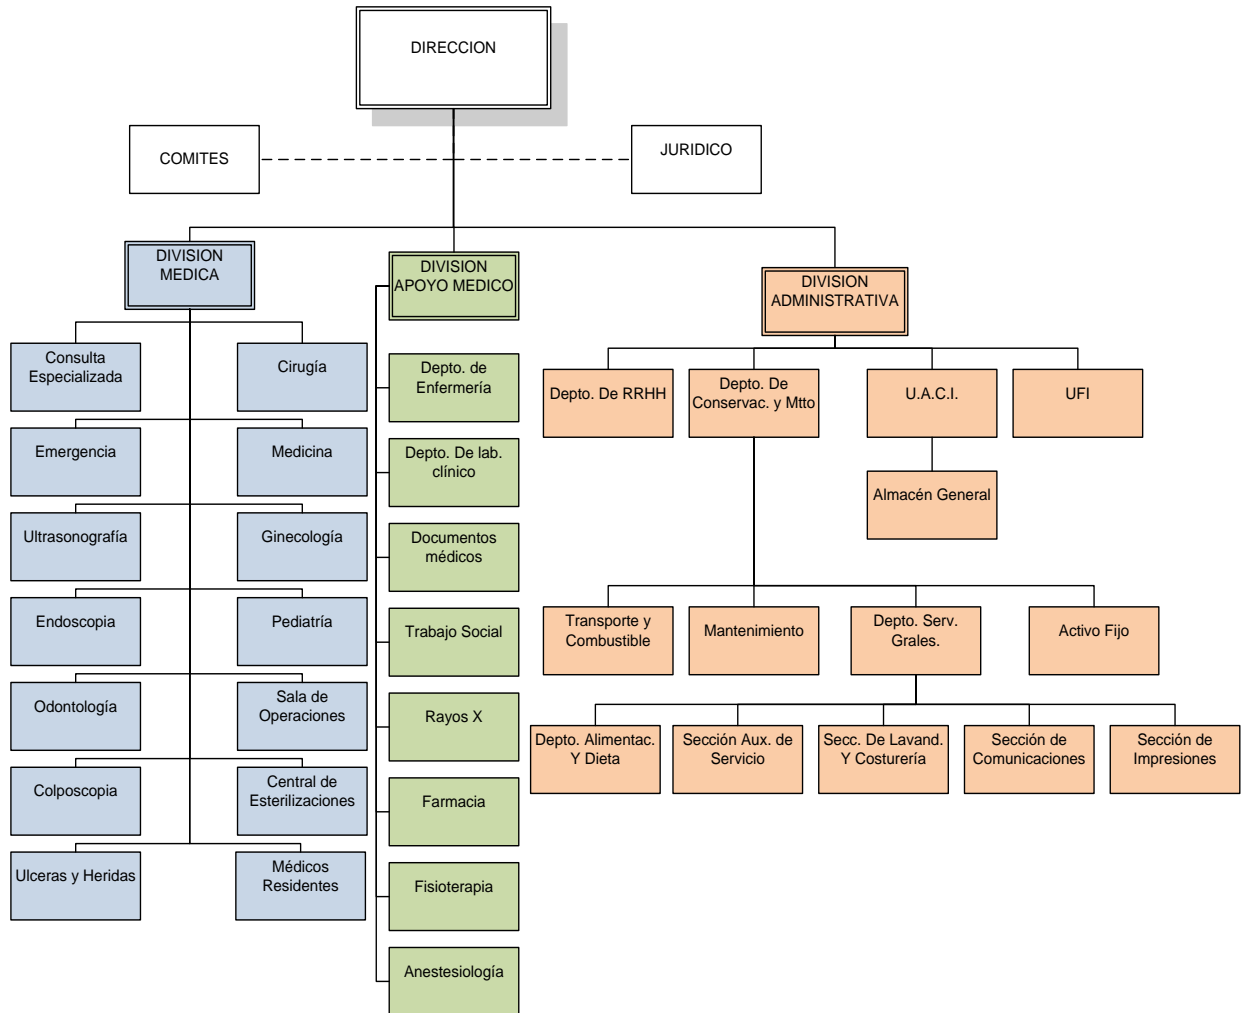 DIRECCION
COMITES
JURIDICO
DIVISION
MEDICA
DIVISION
APOYO MEDICO
DIVISION
ADMINISTRATIVA
Consulta
Especializada
Cirugía
Emergencia
Medicina
Ultrasonografía
Ginecología
Endoscopia
Pediatría
Odontología
Sala de
Operaciones
Colposcopia
Central de
Esterilizaciones
Ulceras y Heridas
Médicos
Residentes
Depto. de
Enfermería
Depto. De lab.
clínico
Documentos
médicos
Trabajo Social
Rayos X
Farmacia
Fisioterapia
Anestesiología
Depto. De RRHH
Depto. De
Conservac. y Mtto
U.A.C.I.
UFI
Almacén General
Transporte y
Combustible
Mantenimiento
Depto. Serv.
Grales.
Activo Fijo
Depto. Alimentac.
Y Dieta
Sección Aux. de
Servicio
Secc. De Lavand.
Y Costurería
Sección de
Comunicaciones
Sección de
Impresiones